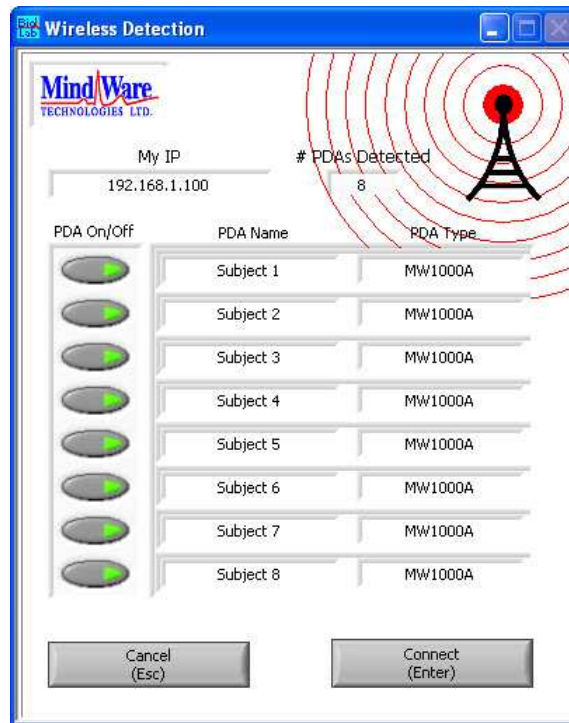 Bio
Lab
Wireless Detection
MindWare
TECHNOLOGIES LTD.
My IP
# PDAs Detected
192.168.1.100
8
PDA On/Off
PDA Name
PDA Type
Subject 1
MW1000A
Subject 2
MW1000A
Subject 3
MW1000A
Subject 4
MW1000A
Subject 5
MW1000A
Subject 6
MW1000A
Subject 7
MW1000A
Subject 8
MW1000A
Cancel
(Esc)
Connect
(Enter)